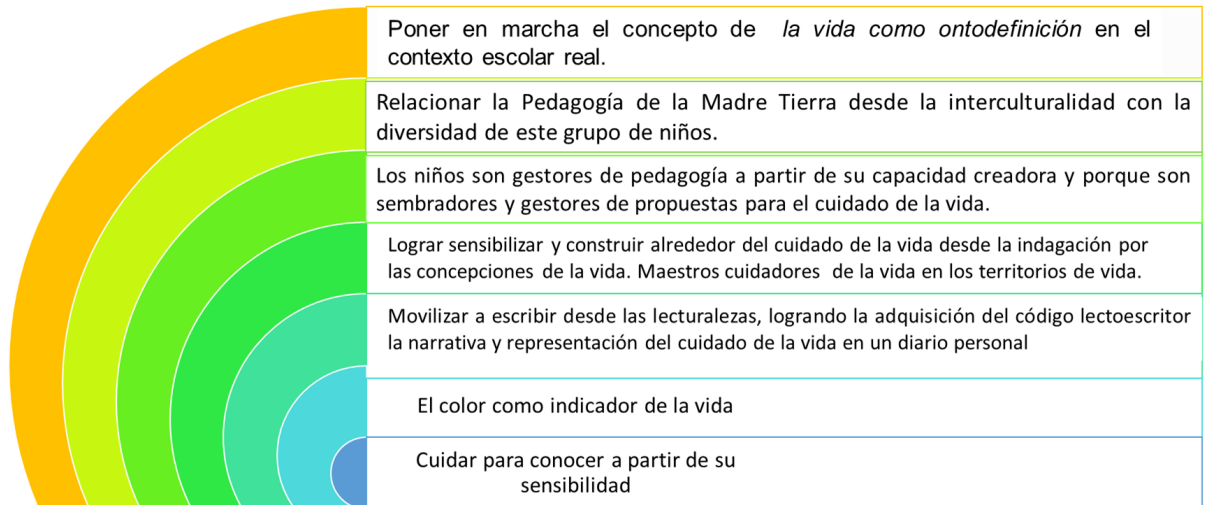 Poner en marcha el concepto de la vida como ontodefinición en el
contexto escolar real.
Relacionar la Pedagogía de la Madre Tierra desde la interculturalidad con la
diversidad de este grupo de niños.
Los niños son gestores de pedagogía a partir de su capacidad creadora y porque son
sembradores y gestores de propuestas para el cuidado de la vida.
Lograr sensibilizar y construir alrededor del cuidado de la vida desde la indagación por
las concepciones de la vida. Maestros cuidadores de la vida en los territorios de vida.
Movilizar a escribir desde las lecturalezas, logrando la adquisición del código lectoescritor
la narrativa y representación del cuidado de la vida en un diario personal
El color como indicador de la vida
Cuidar para conocer a partir de su
sensibilidad